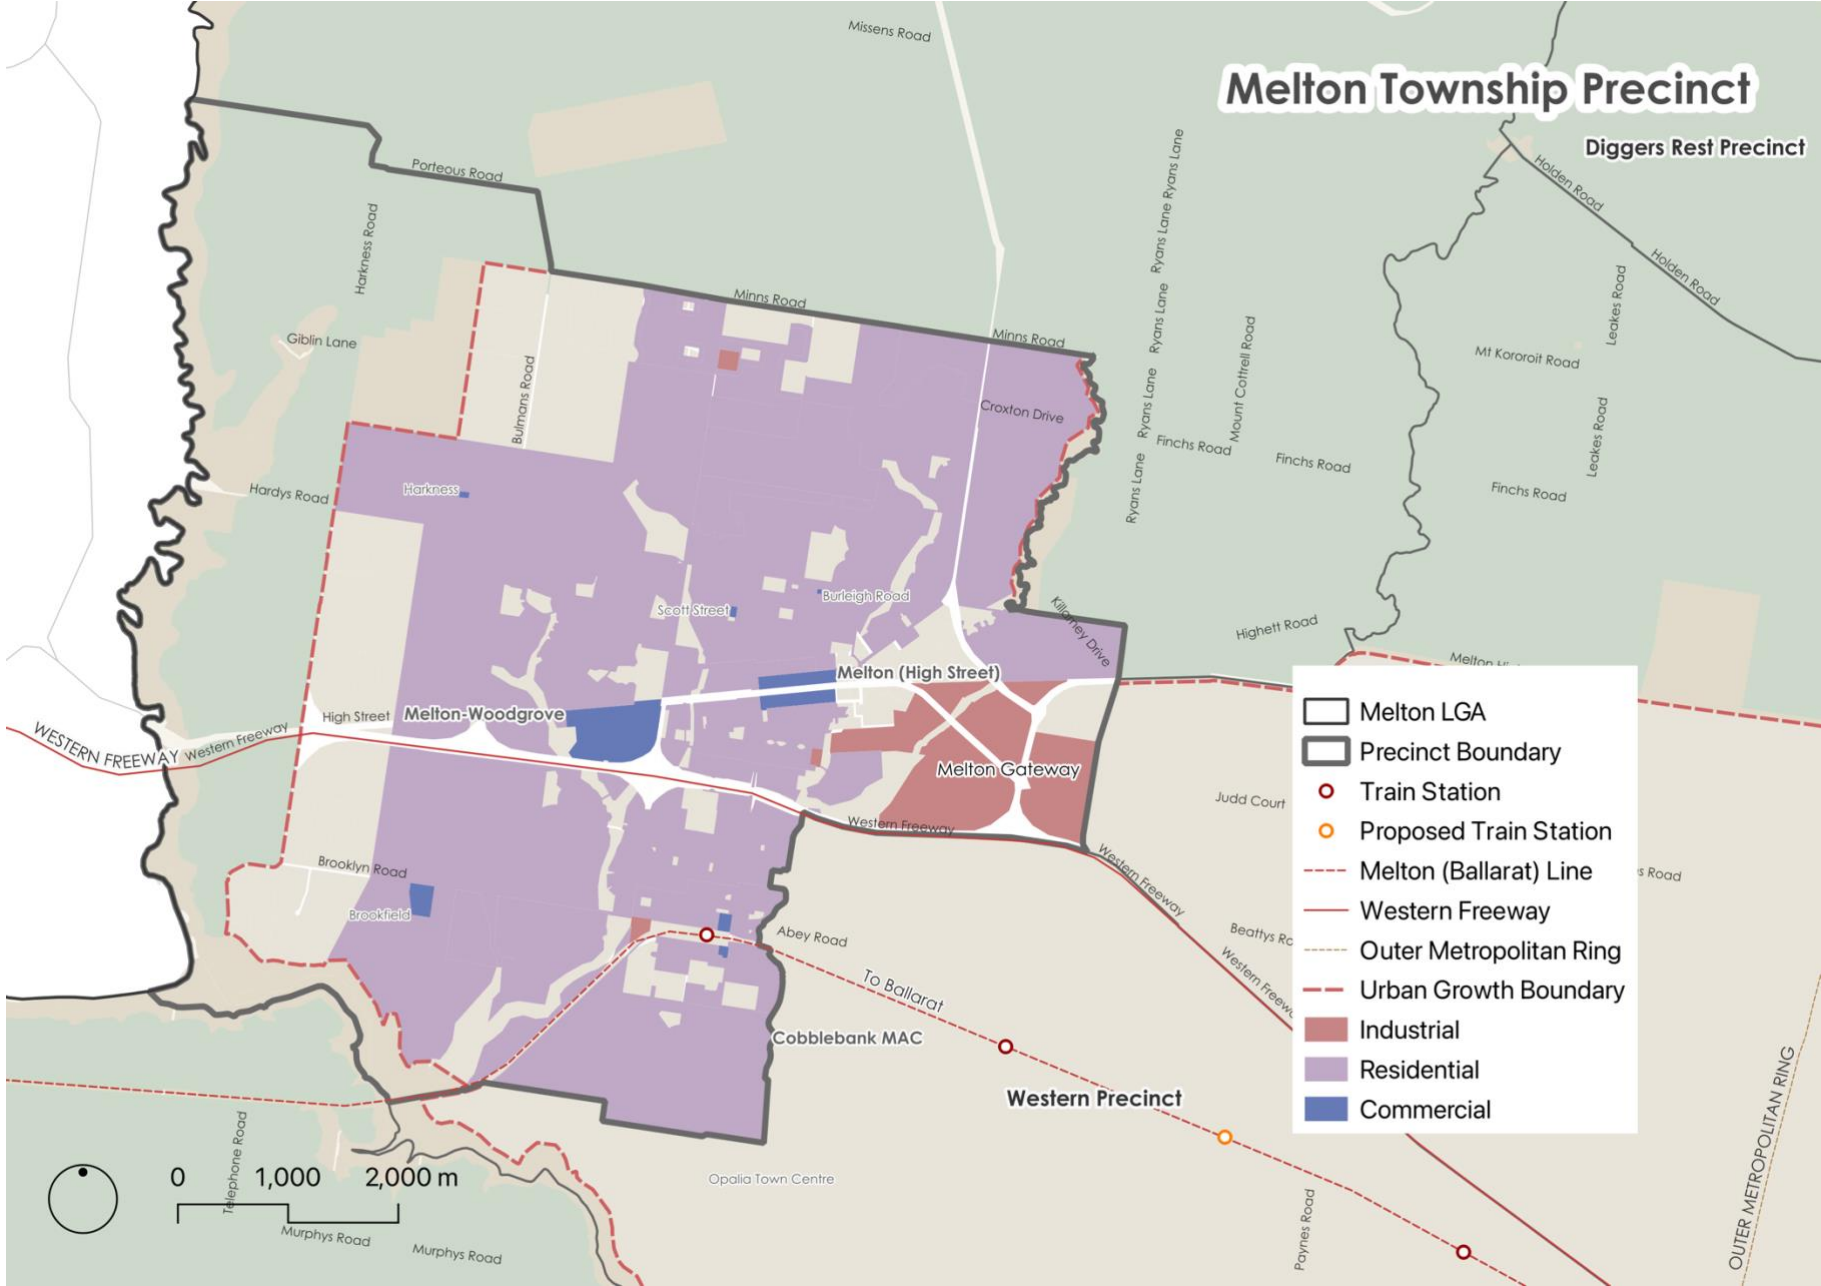 Missens Road
Melton Township Precinct
Diggers Rest Precinct
Porteous Road
Holden Road
Ryans Lane
Ryans Lane
Ryans Lane
Ryans Lane
Ryans Lane
Ryans Lane
Harkness Road
Holden Road
Leakes Road
Minns Road
Minns Road
Giblin Lane
Mount Cottrell Road
Mt Kororoit Road
Bulmans Road
Croxton Drive
Finchs Road
Finchs Road
Leakes Road
Finchs Road
Harkness
Hardys Road
Scott Street
Burleigh Road
Killarney Drive
Highett Road
Melton Hi
Melton (High Street)
High Street
Melton-Woodgrove
WESTERN FREEWAY
Western Freeway
Melton Gateway
Judd Court
Western Freeway
Western Freeway
Brooklyn Road
s Road
Brookfield
Abey Road
Beattys Ro
Western Freewa
To Ballarat
Cobblebank MAC
Western Precinct
Opalia Town Centre
Telephone Road
Murphys Road
Murphys Road
Paynes Road
OUTER METROPOLITAN RING
Melton LGA
Precinct Boundary
Train Station
Proposed Train Station
Melton (Ballarat) Line
Western Freeway
Outer Metropolitan Ring
Urban Growth Boundary
Industrial
Residential
Commercial
0 1,000 2,000 m